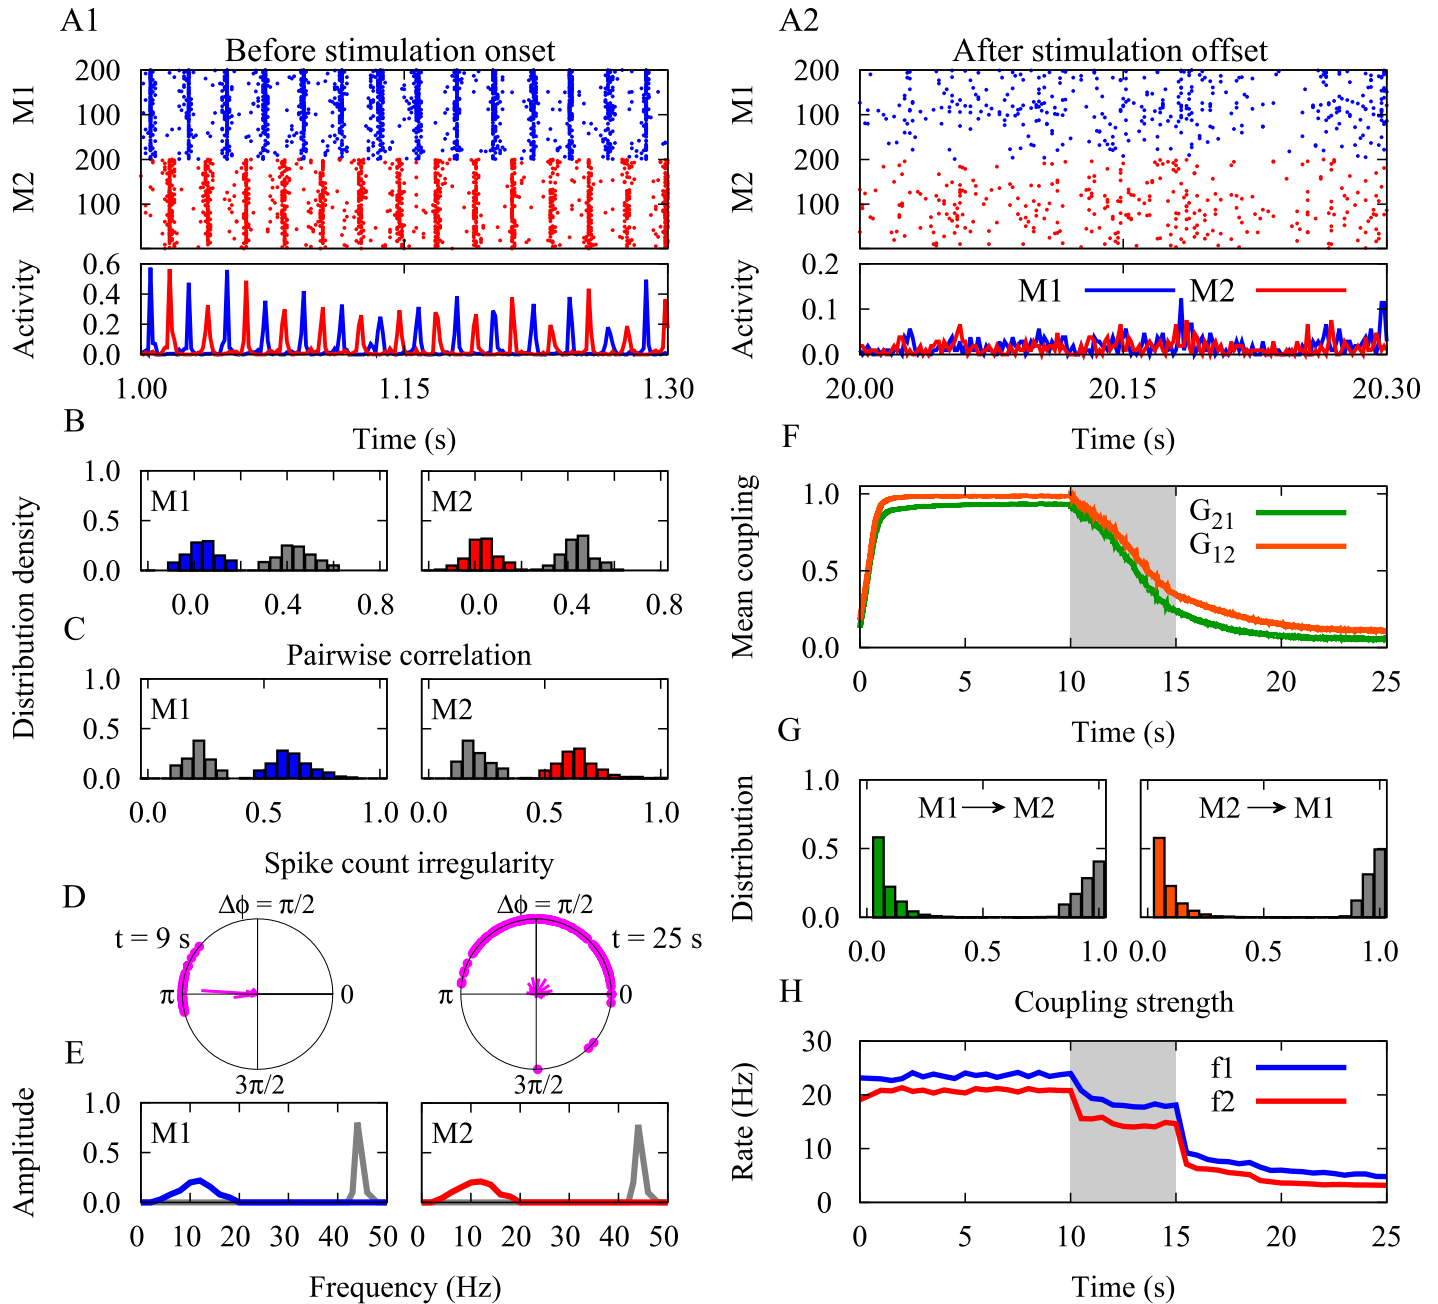 A1
Before stimulation onset
M1
200
100
M2
200
100
Activity
0.6
0.4
0.2
0.0
1.00 1.15 1.30
Time (s)
A2
After stimulation offset
M1
200
100
M2
200
100
Activity
0.2
0.1
0.0
M1 M2
20.00 20.15 20.30
Time (s)
B
Distribution density
1.0
0.5
0.0
M1
0.0 0.4 0.8
M2
0.0 0.4 0.8
Pairwise correlation
C
1.0
0.5
0.0
M1
0.0 0.5 1.0
M2
0.0 0.5 1.0
Spike count irregularity
D
Δϕ = π/2
t = 9 s
π
0
3π/2
Δϕ = π/2
t = 25 s
π
0
3π/2
E
Amplitude
1.0
0.5
0.0
M1
0 10 20 30 40 50
M2
0 10 20 30 40 50
Frequency (Hz)
F
Mean coupling
1.0
0.5
0.0
G21
G12
0 5 10 15 20 25
Time (s)
G
Distribution
1.0
0.5
0.0
M1 → M2
0.0 0.5 1.0
M2 → M1
0.0 0.5 1.0
Coupling strength
H
Rate (Hz)
30
20
10
0
f1
f2
0 5 10 15 20 25
Time (s)